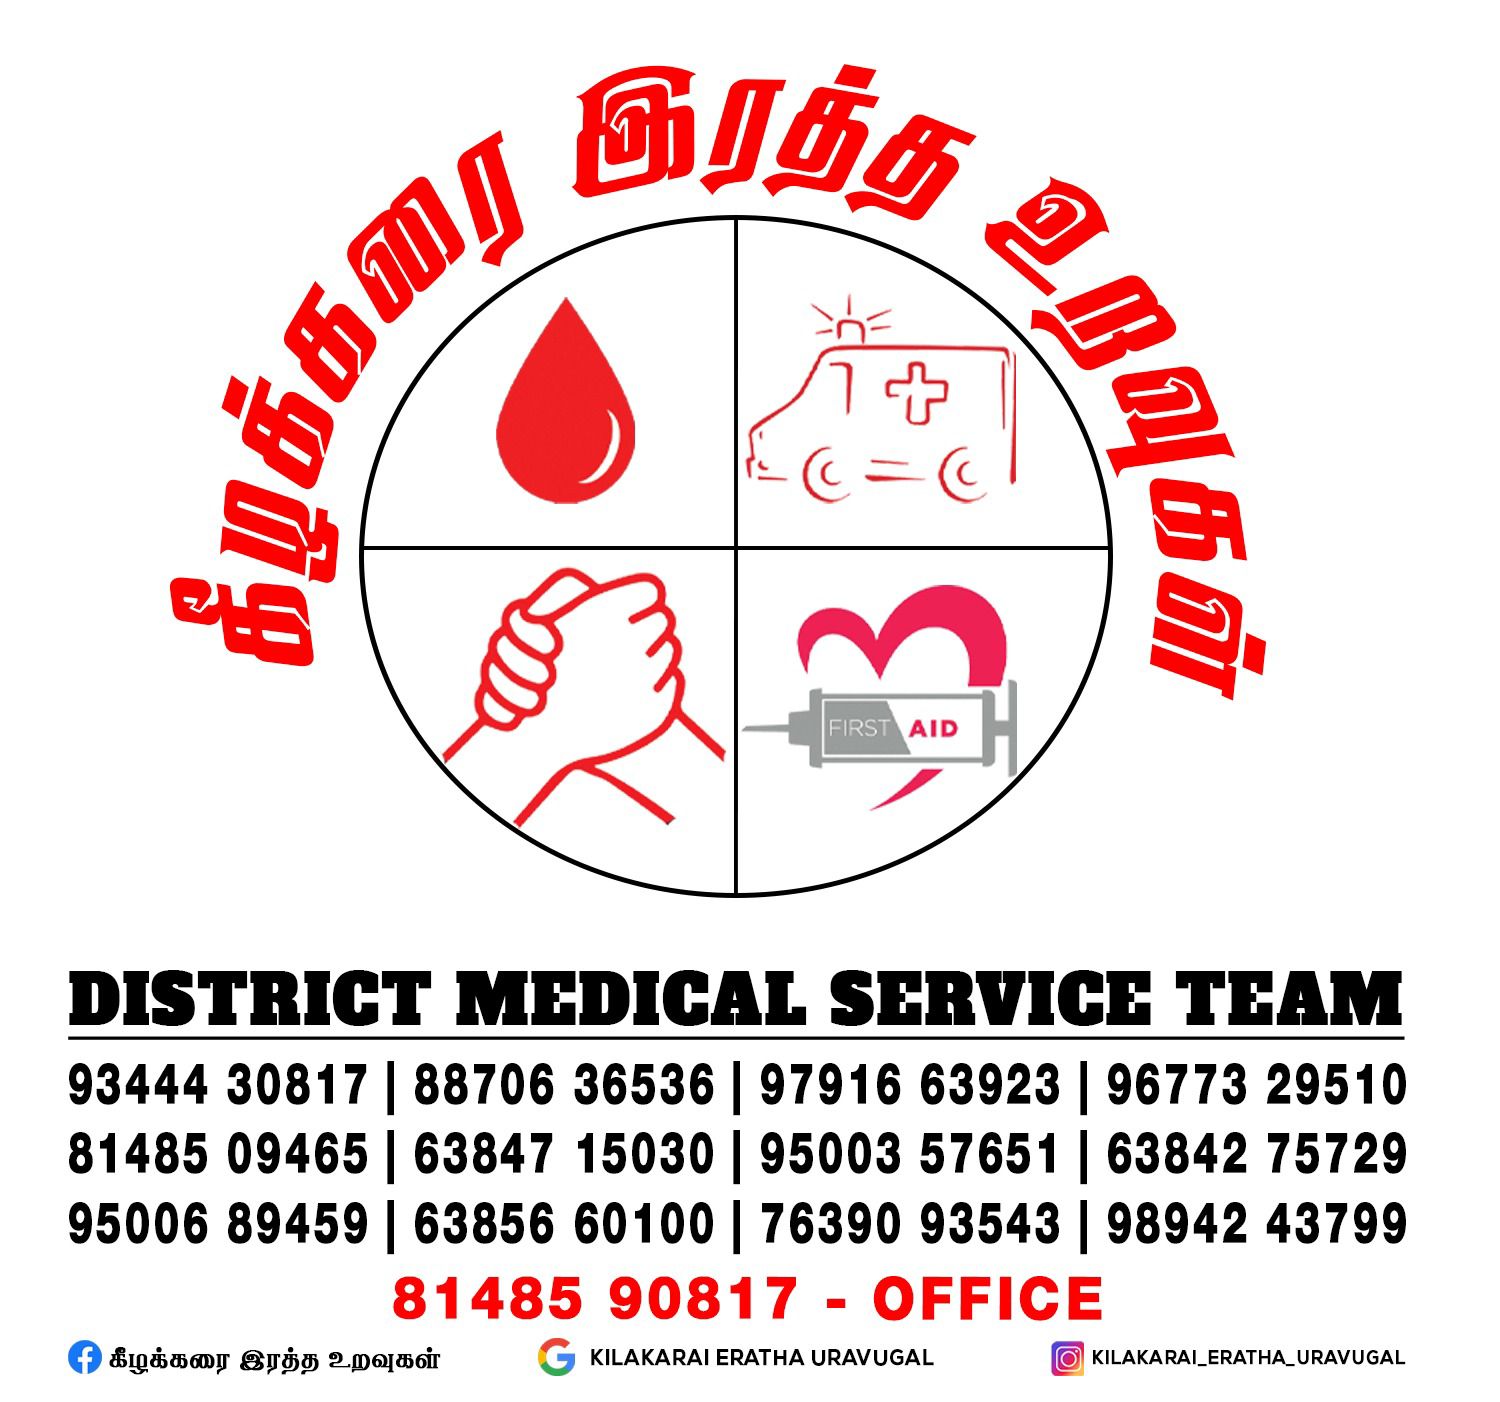 கீழக்கரை இரத்த உறவுகள்
FIRST AID
DISTRICT MEDICAL SERVICE TEAM
93444 30817 | 88706 36536 | 97916 63923 | 96773 29510
81485 09465 | 63847 15030 | 95003 57651 | 63842 75729
95006 89459 | 63856 60100 | 76390 93543 | 98942 43799
81485 90817 - OFFICE
கீழக்கரை இரத்த உறவுகள் KILAKARAI ERATHA URAVUGAL KILAKARAI_ERATHA_URAVUGAL